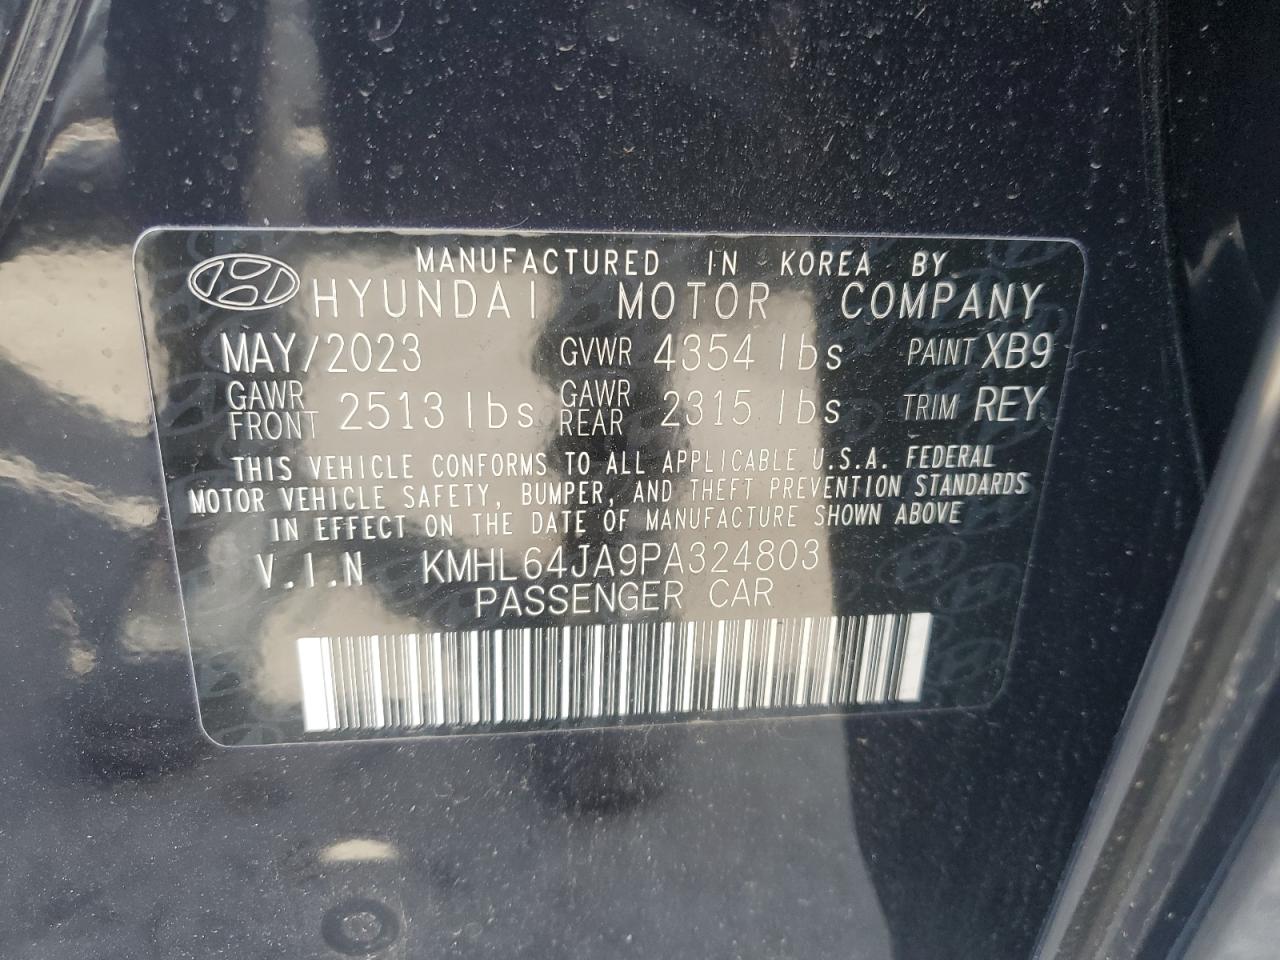 MANUFACTURED IN KOREA BY
HYUNDAI MOTOR COMPANY
MAY/2023 GVWR 4354 lbs PAINT XB9
GAWR FRONT 2513 lbs GAWR REAR 2315 lbs TRIM REY
THIS VEHICLE CONFORMS TO ALL APPLICABLE U.S.A. FEDERAL
MOTOR VEHICLE SAFETY, BUMPER, AND THEFT PREVENTION STANDARDS
IN EFFECT ON THE DATE OF MANUFACTURE SHOWN ABOVE
V.I.N KMHL64JA9PA324803
PASSENGER CAR